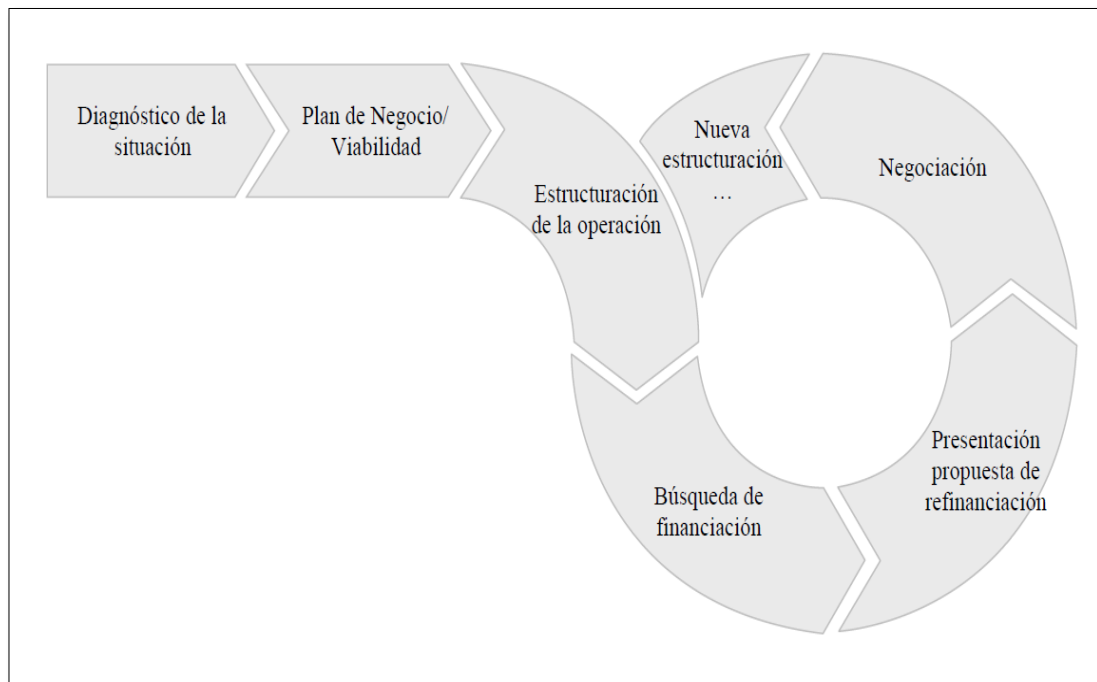 Diagnóstico de la
situación
Plan de Negocio/
Viabilidad
Estructuración
de la operación
Búsqueda de
financiación
Presentación
propuesta de
refinanciación
Negociación
Nueva
estructuración
…